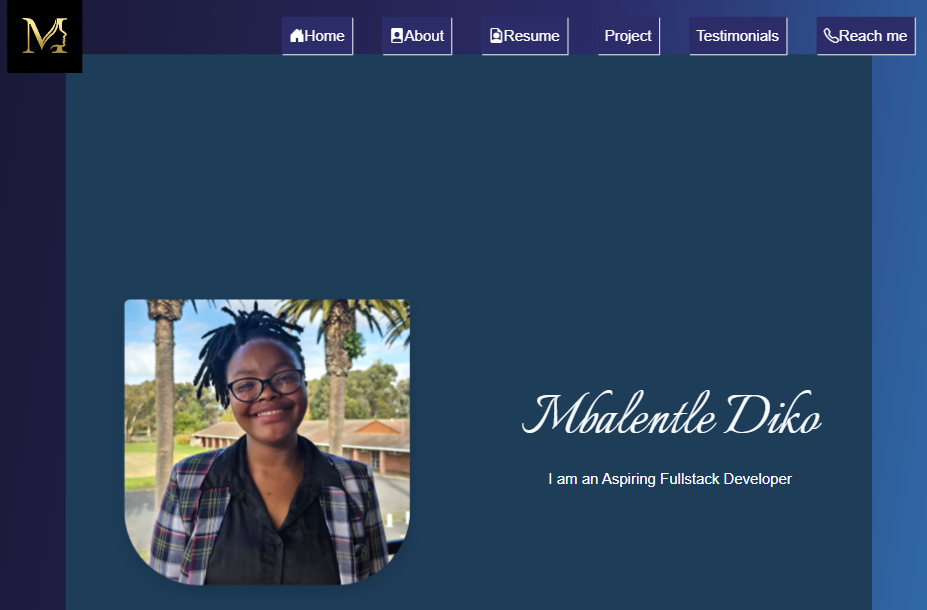 M
Home
About
Resume
Project
Testimonials
Reach me
Mbalentle Diko
I am an Aspiring Fullstack Developer